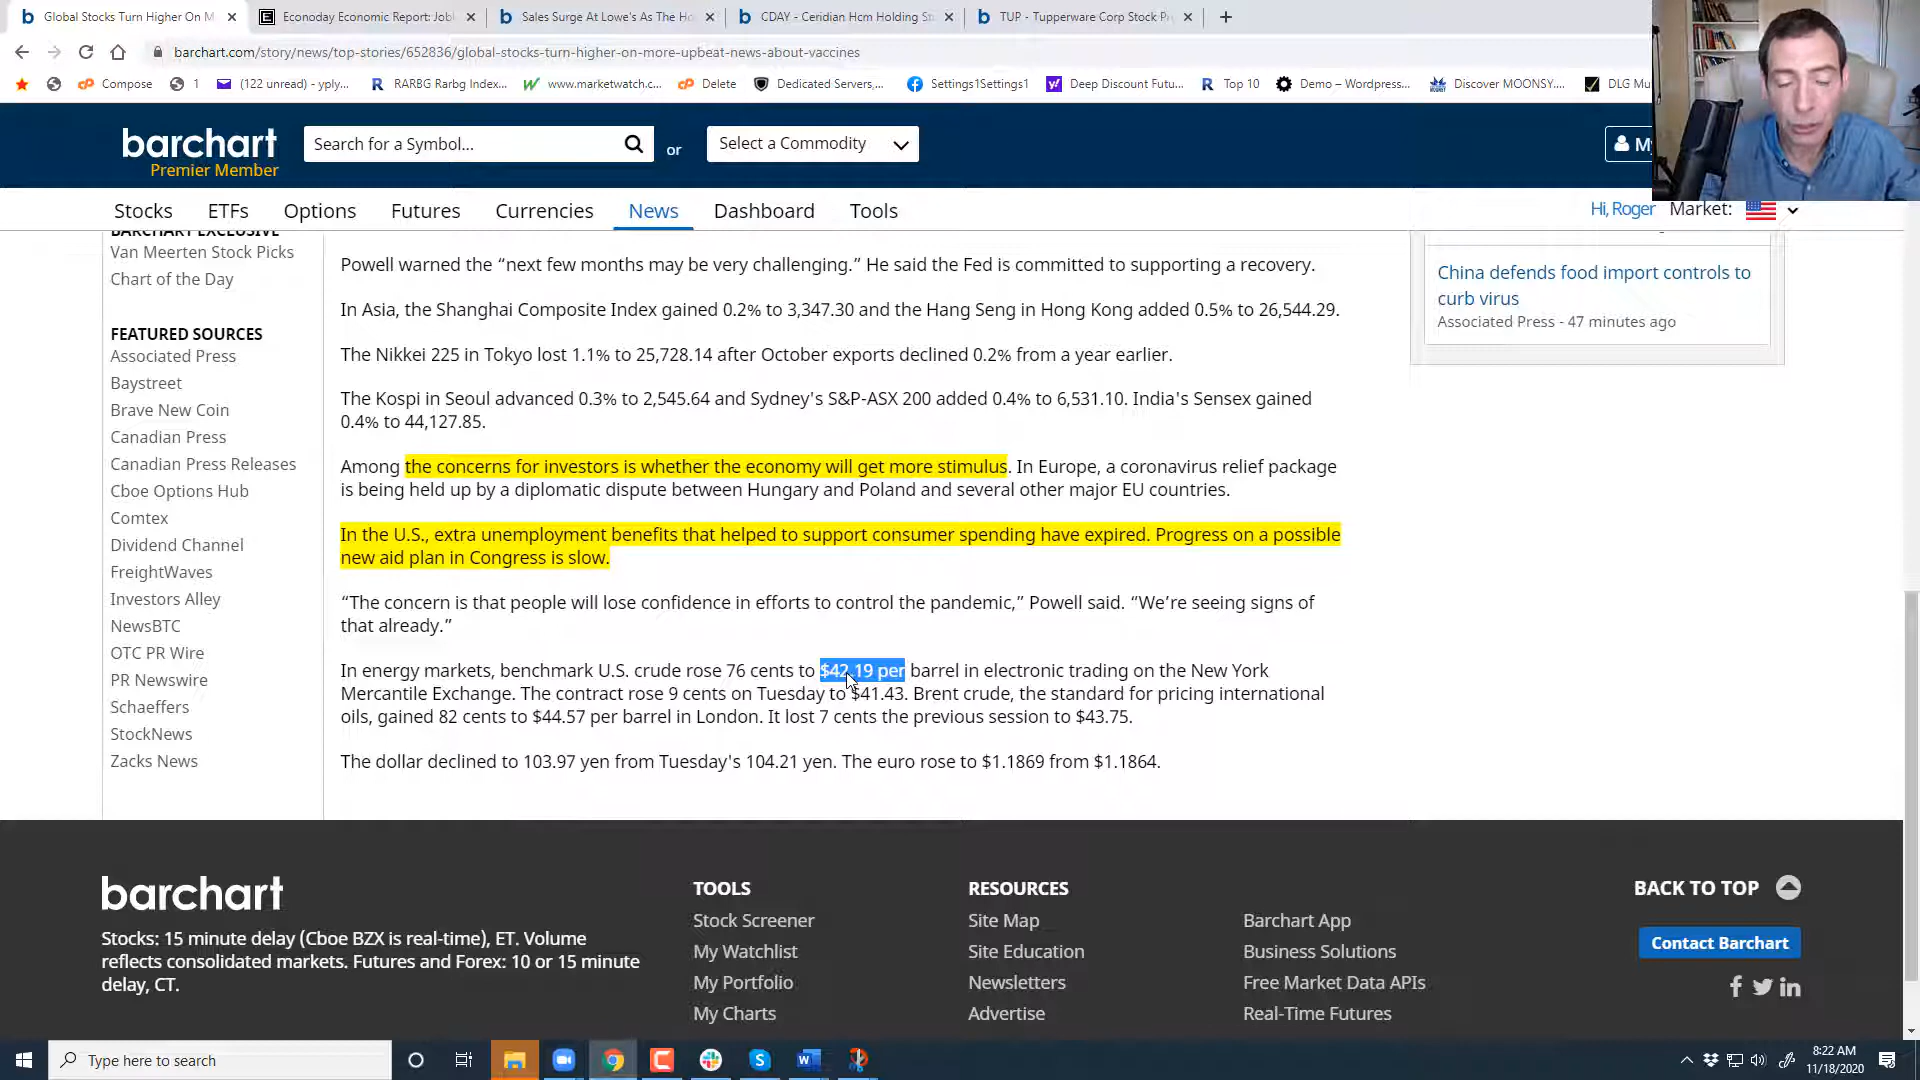 Global Stocks Turn Higher On M
Econoday Economic Report: Jobl
Sales Surge At Lowe's As The Ho
CDAY - Ceridian Hcm Holding St
TUP - Tupperware Corp Stock Pr
barchart.com/story/news/top-stories/652836/global-stocks-turn-higher-on-more-upbeat-news-about-vaccines
Compose
1
(122 unread) - yply...
RARBG Rarbg Index...
www.marketwatch.c...
Delete
Dedicated Servers,...
Settings1Settings1
Deep Discount Futu...
Top 10
Demo – Wordpress...
Discover MOONSY....
DLG Mu
barchart
Premier Member
Search for a Symbol...
or
Select a Commodity
Stocks
ETFs
Options
Futures
Currencies
News
Dashboard
Tools
Hi, Roger
Market:
BARCHART EXCLUSIVE
Van Meerten Stock Picks
Chart of the Day
FEATURED SOURCES
Associated Press
Baystreet
Brave New Coin
Canadian Press
Canadian Press Releases
Cboe Options Hub
Comtex
Dividend Channel
FreightWaves
Investors Alley
NewsBTC
OTC PR Wire
PR Newswire
Schaeffers
StockNews
Zacks News
Powell warned the “next few months may be very challenging.” He said the Fed is committed to supporting a recovery.
In Asia, the Shanghai Composite Index gained 0.2% to 3,347.30 and the Hang Seng in Hong Kong added 0.5% to 26,544.29.
The Nikkei 225 in Tokyo lost 1.1% to 25,728.14 after October exports declined 0.2% from a year earlier.
The Kospi in Seoul advanced 0.3% to 2,545.64 and Sydney's S&P-ASX 200 added 0.4% to 6,531.10. India's Sensex gained
0.4% to 44,127.85.
Among the concerns for investors is whether the economy will get more stimulus. In Europe, a coronavirus relief package
is being held up by a diplomatic dispute between Hungary and Poland and several other major EU countries.
In the U.S., extra unemployment benefits that helped to support consumer spending have expired. Progress on a possible
new aid plan in Congress is slow.
“The concern is that people will lose confidence in efforts to control the pandemic,” Powell said. “We’re seeing signs of
that already.”
In energy markets, benchmark U.S. crude rose 76 cents to $42.19 per barrel in electronic trading on the New York
Mercantile Exchange. The contract rose 9 cents on Tuesday to $41.43. Brent crude, the standard for pricing international
oils, gained 82 cents to $44.57 per barrel in London. It lost 7 cents the previous session to $43.75.
The dollar declined to 103.97 yen from Tuesday's 104.21 yen. The euro rose to $1.1869 from $1.1864.
China defends food import controls to
curb virus
Associated Press - 47 minutes ago
barchart
Stocks: 15 minute delay (Cboe BZX is real-time), ET. Volume
reflects consolidated markets. Futures and Forex: 10 or 15 minute
delay, CT.
TOOLS
Stock Screener
My Watchlist
My Portfolio
My Charts
RESOURCES
Site Map
Site Education
Newsletters
Advertise
Barchart App
Business Solutions
Free Market Data APIs
Real-Time Futures
BACK TO TOP
Contact Barchart
Type here to search
8:22 AM
11/18/2020